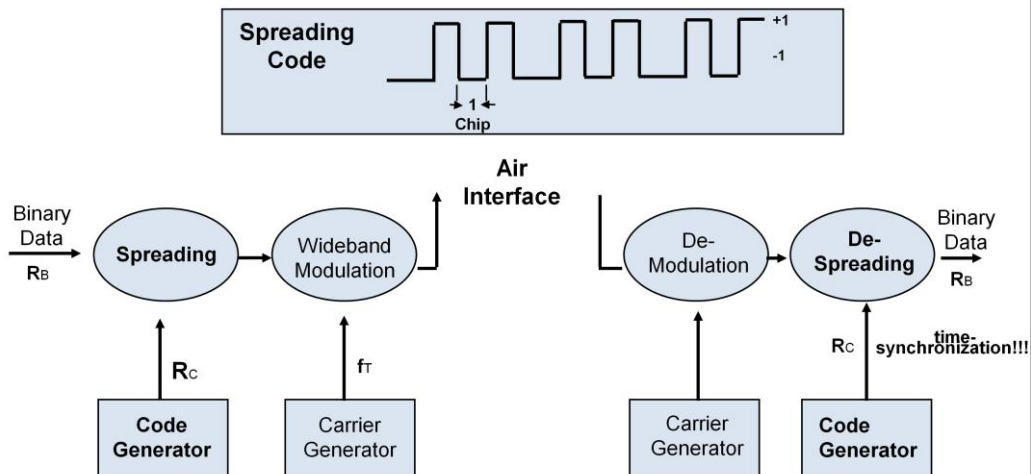 Spreading
Code
+1
-1
1
Chip
Air
Interface
Binary
Data
RB
Spreading
Wideband
Modulation
De-
Modulation
De-
Spreading
Binary
Data
RB
RC
fT
RC
time-
synchronization!!!
Code
Generator
Carrier
Generator
Carrier
Generator
Code
Generator